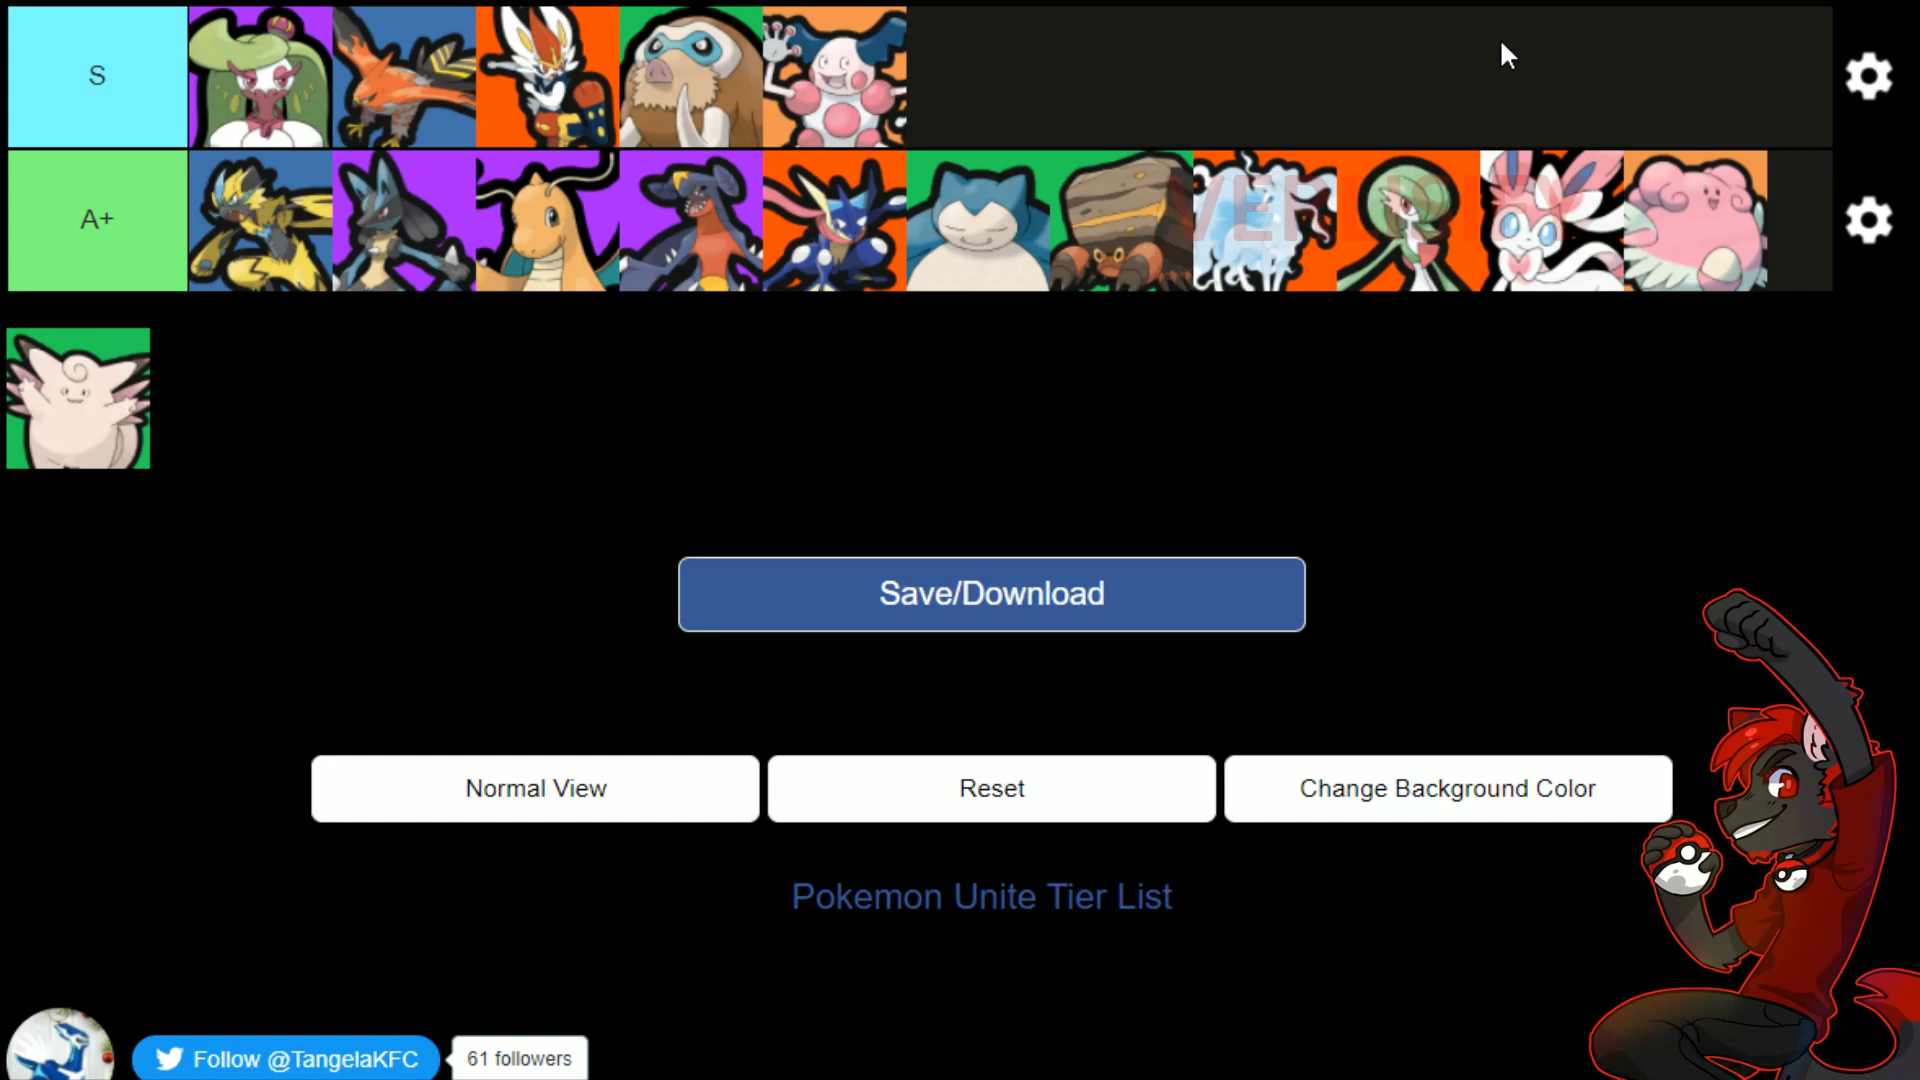 S
A+
Save/Download
Normal View
Reset
Change Background Color
Pokemon Unite Tier List
Follow @TangelaKFC
61 followers